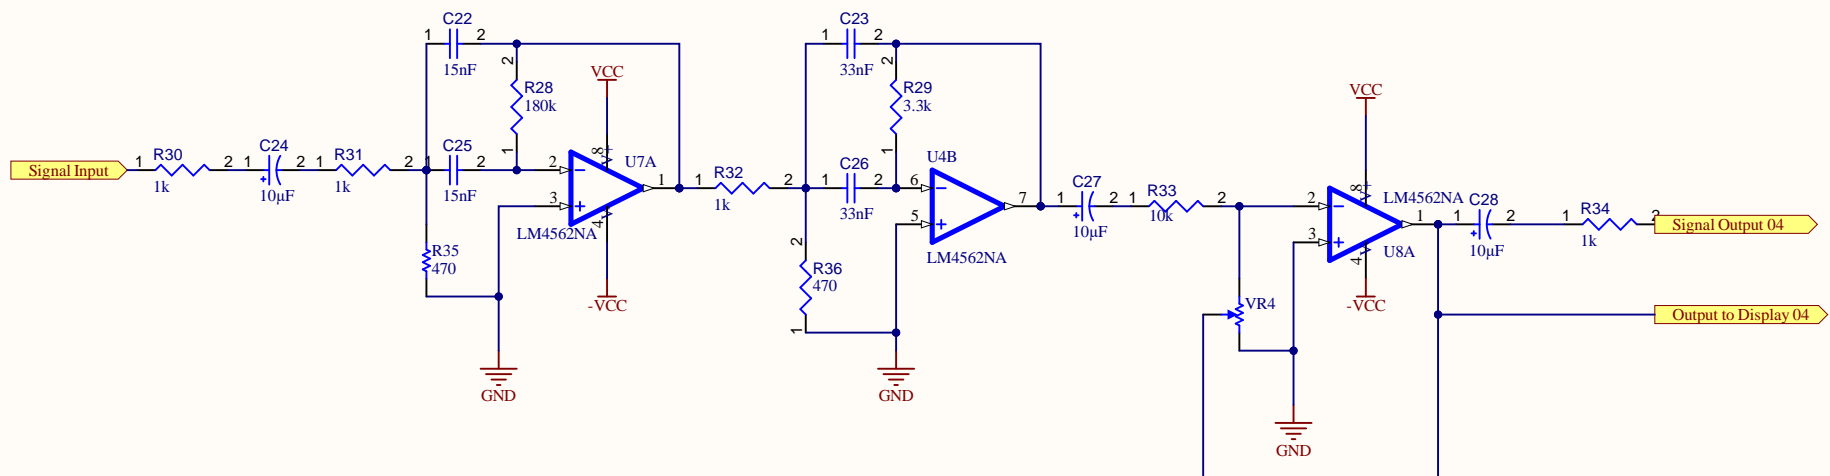 C22
1 2
15nF
2
R28
180k
1
VCC
C23
1 2
33nF
2
R29
3.3k
1
VCC
Signal Input
1 R30 2
1k
C24
1 2
10µF
1 R31 2
1k
C25
1 2
15nF
2
3
8
V+
4
V-
1
U7A
LM4562NA
-VCC
R35
470
GND
1 R32 2
1k
C26
1 2
33nF
6
5
7
U4B
LM4562NA
2
R36
470
1
GND
C27
1 2
10µF
1 R33 2
10k
2
3
8
V+
4
V-
1
LM4562NA
U8A
-VCC
VR4
GND
C28
1 2
10µF
1 R34 2
1k
Signal Output 04
Output to Display 04